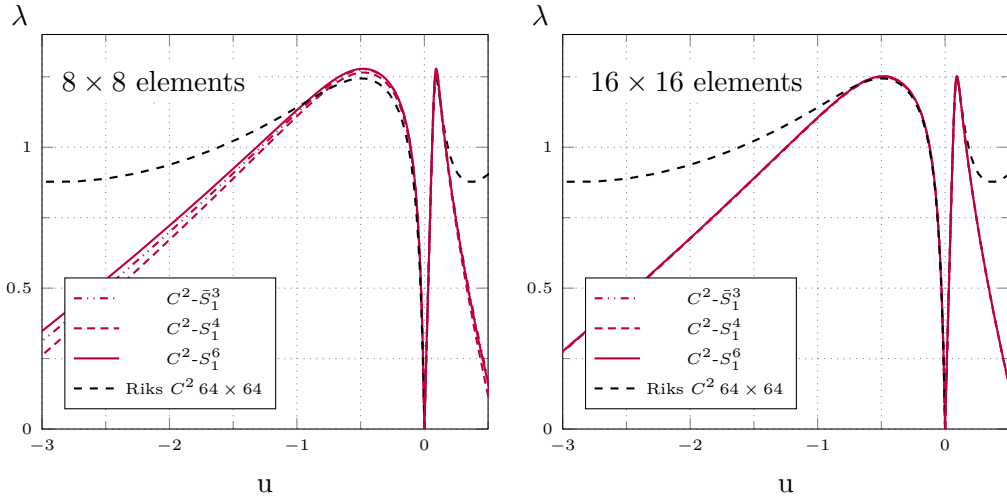 λ
8 × 8 elements
1
0.5
0
C²-S̄₁³
C²-S₁⁴
C²-S₁⁶
Riks C² 64 × 64
−3
−2
−1
0
u
λ
16 × 16 elements
1
0.5
0
C²-S̄₁³
C²-S₁⁴
C²-S₁⁶
Riks C² 64 × 64
−3
−2
−1
0
u